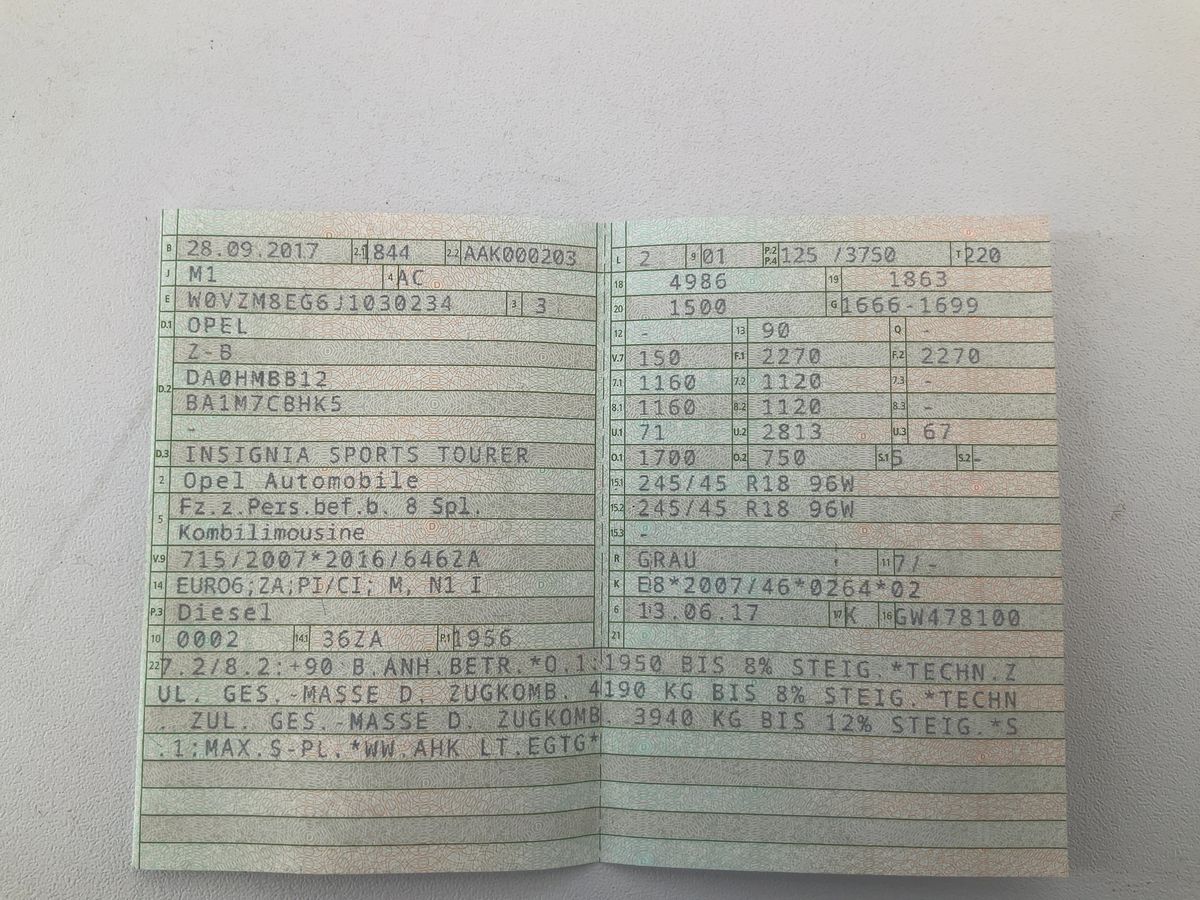 B 28.09.2017 2.1 1844 2.2 AAK000203
J M1 4 AC
E W0VZM8EG6J1030234 3 3
D.1 OPEL
Z-B
D.2 DA0HMBB12
BA1M7CBHK5
-
D.3 INSIGNIA SPORTS TOURER
2 Opel Automobile
5 Fz.z.Pers.bef.b. 8 Spl.
Kombilimousine
V.9 715/2007*2016/646ZA
14 EURO6;ZA;PI/CI; M, N1 I
P.3 Diesel
10 0002 14.1 36ZA P.1 1956
L 2 9 01 P.2 P.4 125 /3750 T 220
18 4986 19 1863
20 1500 G 1666-1699
12 - 13 90 Q -
V.7 150 F.1 2270 F.2 2270
7.1 1160 7.2 1120 7.3 -
8.1 1160 8.2 1120 8.3 -
U.1 71 U.2 2813 U.3 67
O.1 1700 O.2 750 S.1 5 S.2 -
15.1 245/45 R18 96W
15.2 245/45 R18 96W
15.3 -
R GRAU 11 7/-
K E8*2007/46*0264*02
6 13.06.17 17 K 16 GW478100
21
22 7.2/8.2:+90 B.ANH.BETR.*O.1:1950 BIS 8% STEIG.*TECHN.Z
UL. GES.-MASSE D. ZUGKOMB. 4190 KG BIS 8% STEIG.*TECHN
. ZUL. GES.-MASSE D. ZUGKOMB. 3940 KG BIS 12% STEIG.*S
.1:MAX.S-PL.*WW.AHK LT.EGTG*